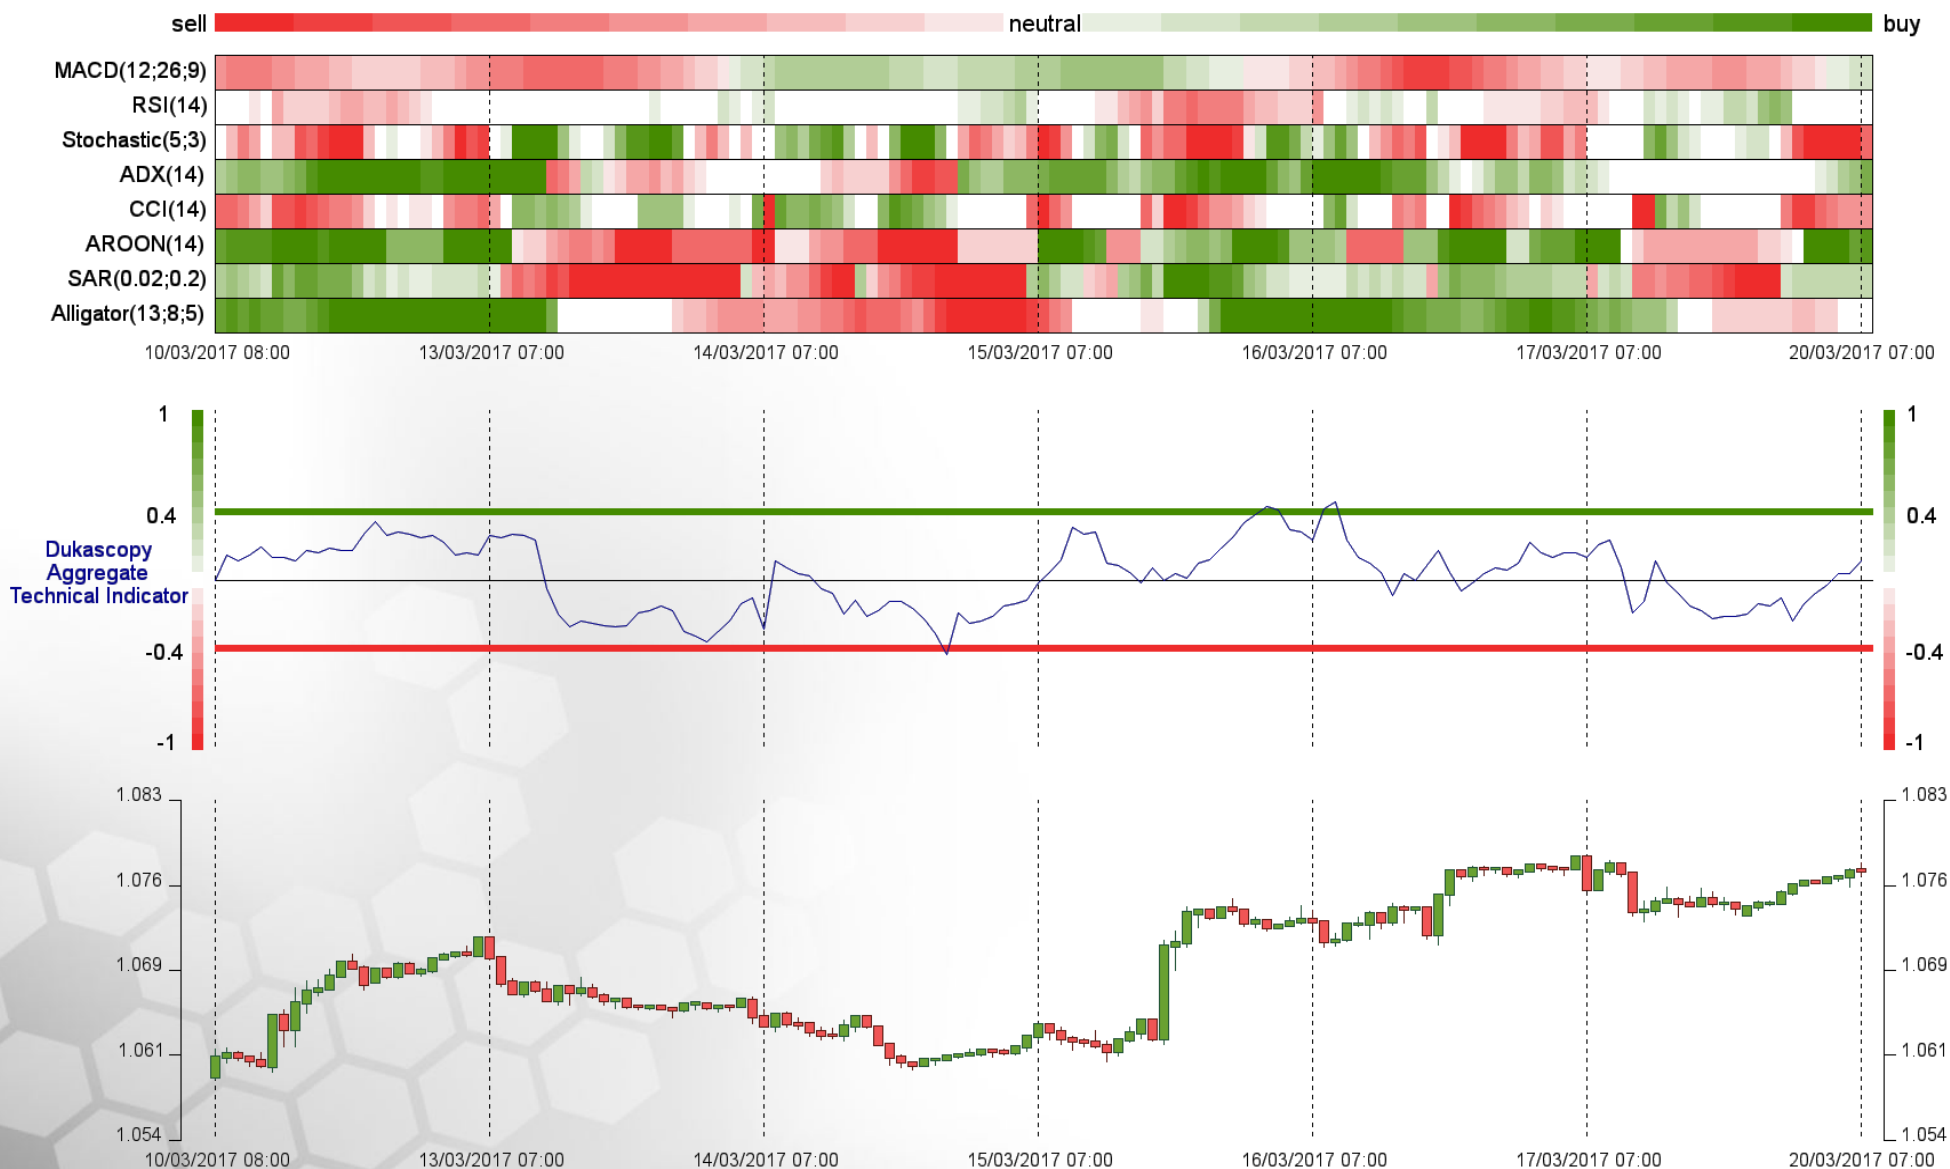 sell neutral buy
MACD(12;26;9)
RSI(14)
Stochastic(5;3)
ADX(14)
CCI(14)
AROON(14)
SAR(0.02;0.2)
Alligator(13;8;5)
10/03/2017 08:00 13/03/2017 07:00 14/03/2017 07:00 15/03/2017 07:00 16/03/2017 07:00 17/03/2017 07:00 20/03/2017 07:00
1 1
0.4 0.4
Dukascopy
Aggregate
Technical Indicator
-0.4 -0.4
-1 -1
1.083 1.083
1.076 1.076
1.069 1.069
1.061 1.061
1.054 1.054
10/03/2017 08:00 13/03/2017 07:00 14/03/2017 07:00 15/03/2017 07:00 16/03/2017 07:00 17/03/2017 07:00 20/03/2017 07:00